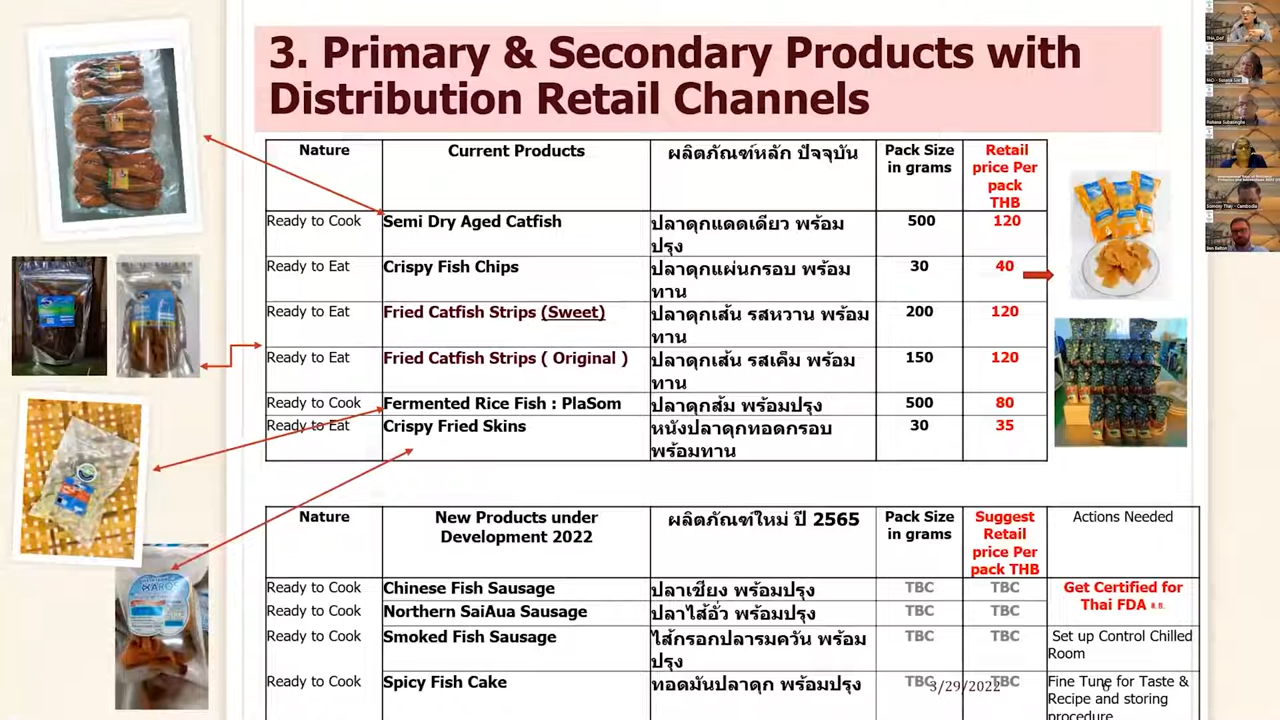 3. Primary & Secondary Products with
Distribution Retail Channels
Nature Current Products ผลิตภัณฑ์หลัก ปัจจุบัน Pack Size in grams Retail price Per pack THB
Ready to Cook Semi Dry Aged Catfish ปลาดุกแดดเดียว พร้อมปรุง 500 120
Ready to Eat Crispy Fish Chips ปลาดุกแผ่นกรอบ พร้อมทาน 30 40
Ready to Eat Fried Catfish Strips (Sweet) ปลาดุกเส้น รสหวาน พร้อมทาน 200 120
Ready to Eat Fried Catfish Strips ( Original ) ปลาดุกเส้น รสเค็ม พร้อมทาน 150 120
Ready to Cook Fermented Rice Fish : PlaSom ปลาดุกส้ม พร้อมปรุง 500 80
Ready to Eat Crispy Fried Skins หนังปลาดุกทอดกรอบ พร้อมทาน 30 35
Nature New Products under Development 2022 ผลิตภัณฑ์ใหม่ ปี 2565 Pack Size in grams Suggest Retail price Per pack THB Actions Needed
Ready to Cook Chinese Fish Sausage ปลาเชียง พร้อมปรุง TBC TBC Get Certified for Thai FDA อ.ย.
Ready to Cook Northern SaiAua Sausage ปลาไส้อั่ว พร้อมปรุง TBC TBC
Ready to Cook Smoked Fish Sausage ไส้กรอกปลารมควัน พร้อมปรุง TBC TBC Set up Control Chilled Room
Ready to Cook Spicy Fish Cake ทอดมันปลาดุก พร้อมปรุง TBC TBC Fine Tune for Taste & Recipe and storing procedure
3/29/2022 6